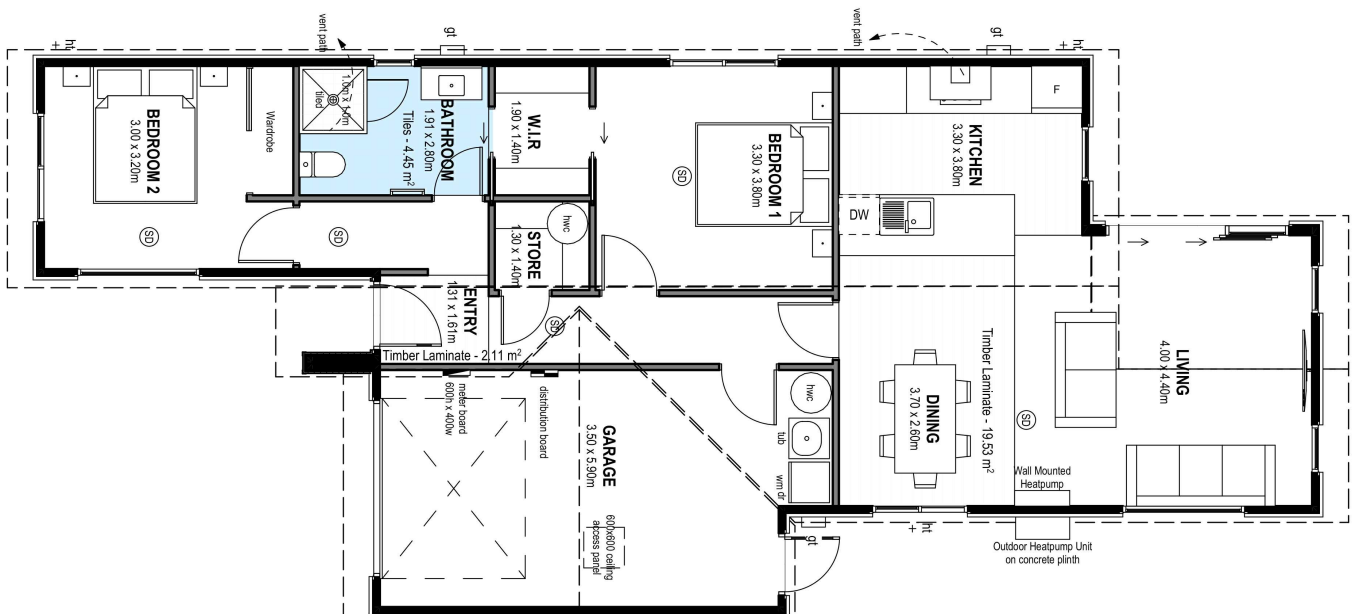 vent path
gt
vent path
gt
+ ht
ht +
BEDROOM 2
3.00 x 3.20m
Wardrobe
1.0m x 1.0m
tiled
BATHROOM
1.91 x 2.80m
Tiles - 4.45 m²
W.I.R
1.90 x 1.40m
BEDROOM 1
3.30 x 3.80m
SD
KITCHEN
3.30 x 3.80m
F
DW
SD
SD
STORE
1.30 x 1.40m
hwc
ENTRY
1.31 x 1.61m
SD
Timber Laminate - 2.11 m²
LIVING
4.00 x 4.40m
Timber Laminate - 19.53 m²
DINING
3.70 x 2.60m
SD
meter board
600h x 400w
distribution board
GARAGE
3.50 x 5.90m
hwc
tub
wm dr
Wall Mounted
Heatpump
600x600 ceiling
access panel
gt
+ ht
Outdoor Heatpump Unit
on concrete plinth